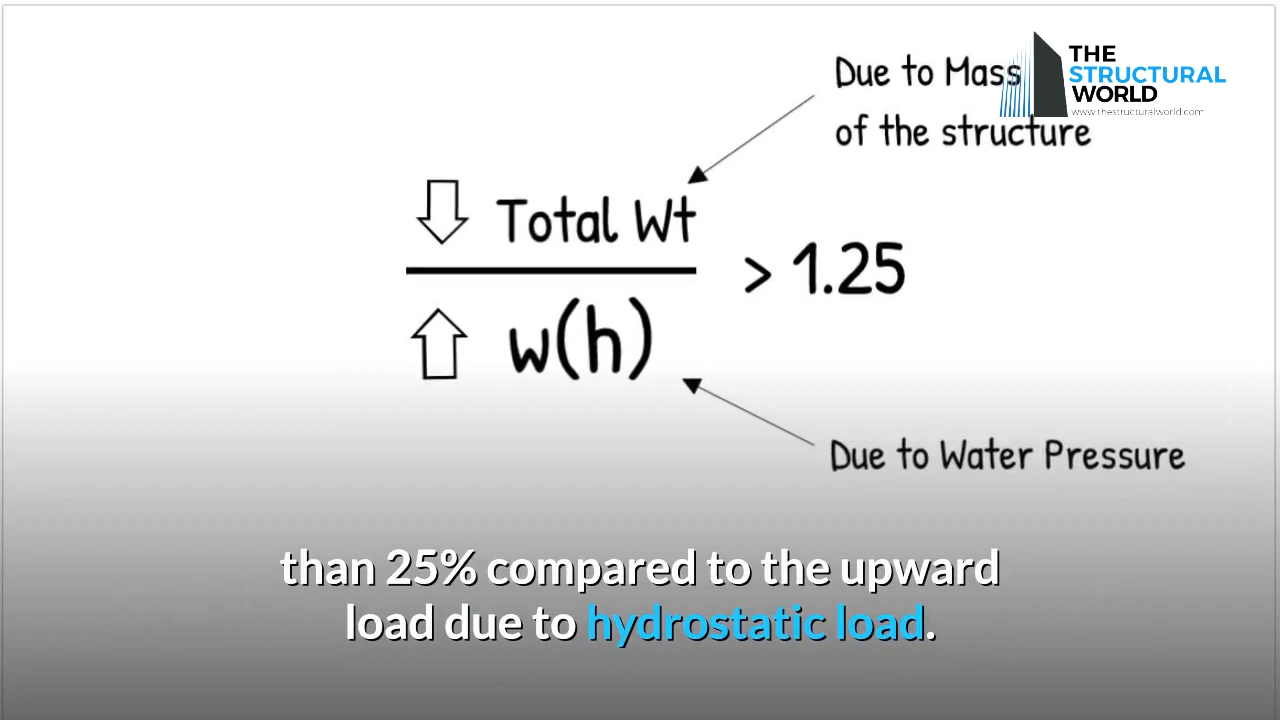 Due to Mass
of the structure
THE
STRUCTURAL
WORLD
www.thestructuralworld.com
Total Wt
> 1.25
w(h)
Due to Water Pressure
than 25% compared to the upward
load due to hydrostatic load.